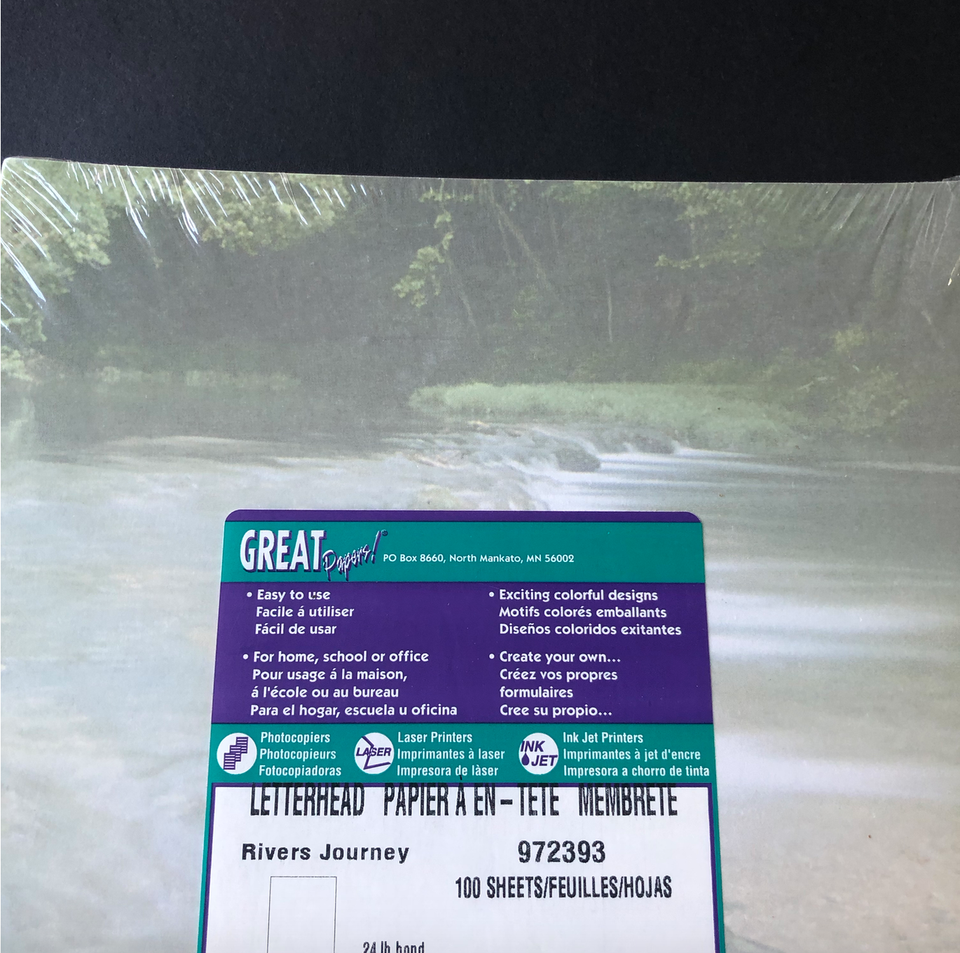 GREAT Papers!™ PO Box 8660, North Mankato, MN 56002
• Easy to use
Facile á utiliser
Fácil de usar
• For home, school or office
Pour usage á la maison,
á l'école ou au bureau
Para el hogar, escuela u oficina
• Exciting colorful designs
Motifs colorés emballants
Diseños coloridos exitantes
• Create your own...
Créez vos propres
formulaires
Cree su propio...
Photocopiers
Photocopieurs
Fotocopiadoras
LASER
Laser Printers
Imprimantes à laser
Impresora de làser
INK
JET
Ink Jet Printers
Imprimantes à jet d'encre
Impresora a chorro de tinta
LETTERHEAD PAPIER À EN-TETE MEMBRETE
Rivers Journey 972393
100 SHEETS/FEUILLES/HOJAS
24 lb bond